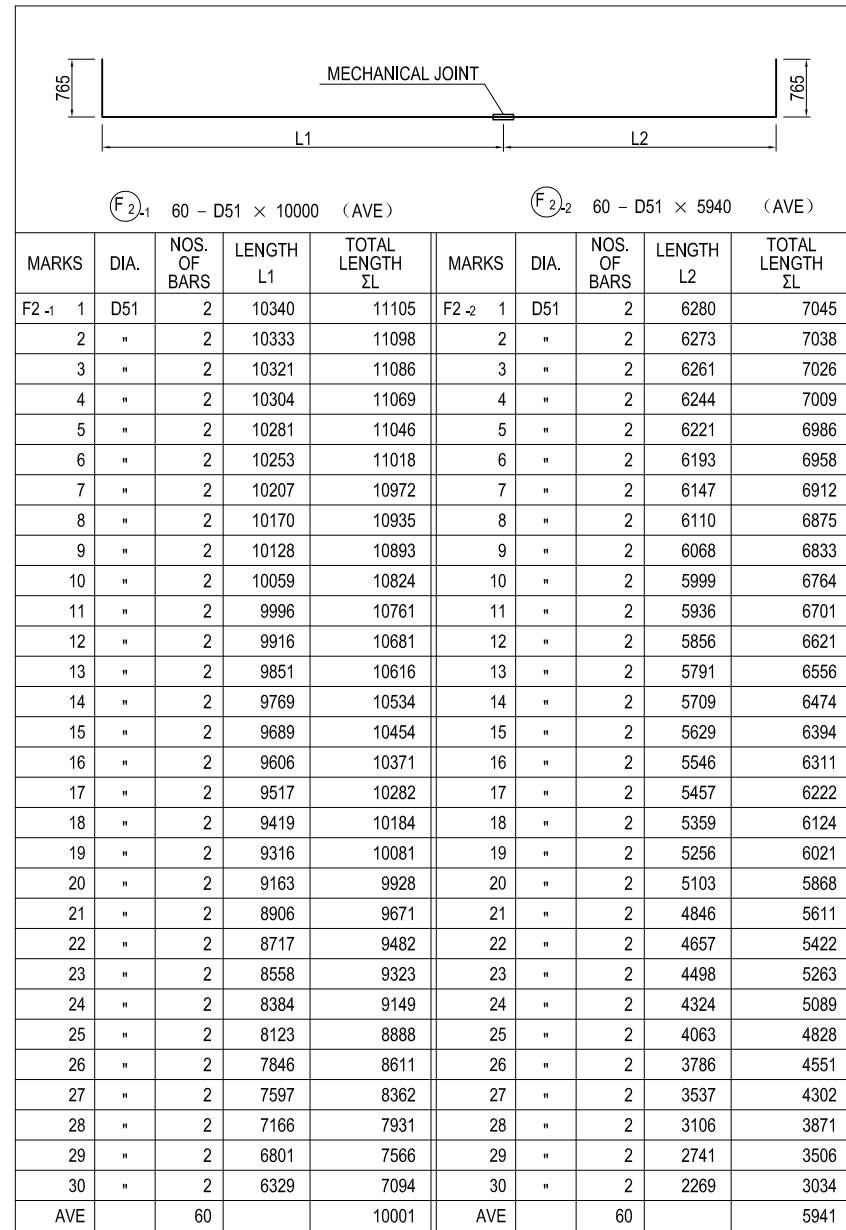 765
MECHANICAL JOINT
765
L1
L2
F 2 -1 60 – D51 × 10000 (AVE)
F 2 -2 60 – D51 × 5940 (AVE)
MARKS DIA. NOS. OF BARS LENGTH L1 TOTAL LENGTH ΣL MARKS DIA. NOS. OF BARS LENGTH L2 TOTAL LENGTH ΣL
F2 -1 1 D51 2 10340 11105 F2 -2 1 D51 2 6280 7045
2 " 2 10333 11098 2 " 2 6273 7038
3 " 2 10321 11086 3 " 2 6261 7026
4 " 2 10304 11069 4 " 2 6244 7009
5 " 2 10281 11046 5 " 2 6221 6986
6 " 2 10253 11018 6 " 2 6193 6958
7 " 2 10207 10972 7 " 2 6147 6912
8 " 2 10170 10935 8 " 2 6110 6875
9 " 2 10128 10893 9 " 2 6068 6833
10 " 2 10059 10824 10 " 2 5999 6764
11 " 2 9996 10761 11 " 2 5936 6701
12 " 2 9916 10681 12 " 2 5856 6621
13 " 2 9851 10616 13 " 2 5791 6556
14 " 2 9769 10534 14 " 2 5709 6474
15 " 2 9689 10454 15 " 2 5629 6394
16 " 2 9606 10371 16 " 2 5546 6311
17 " 2 9517 10282 17 " 2 5457 6222
18 " 2 9419 10184 18 " 2 5359 6124
19 " 2 9316 10081 19 " 2 5256 6021
20 " 2 9163 9928 20 " 2 5103 5868
21 " 2 8906 9671 21 " 2 4846 5611
22 " 2 8717 9482 22 " 2 4657 5422
23 " 2 8558 9323 23 " 2 4498 5263
24 " 2 8384 9149 24 " 2 4324 5089
25 " 2 8123 8888 25 " 2 4063 4828
26 " 2 7846 8611 26 " 2 3786 4551
27 " 2 7597 8362 27 " 2 3537 4302
28 " 2 7166 7931 28 " 2 3106 3871
29 " 2 6801 7566 29 " 2 2741 3506
30 " 2 6329 7094 30 " 2 2269 3034
AVE 60 10001 AVE 60 5941